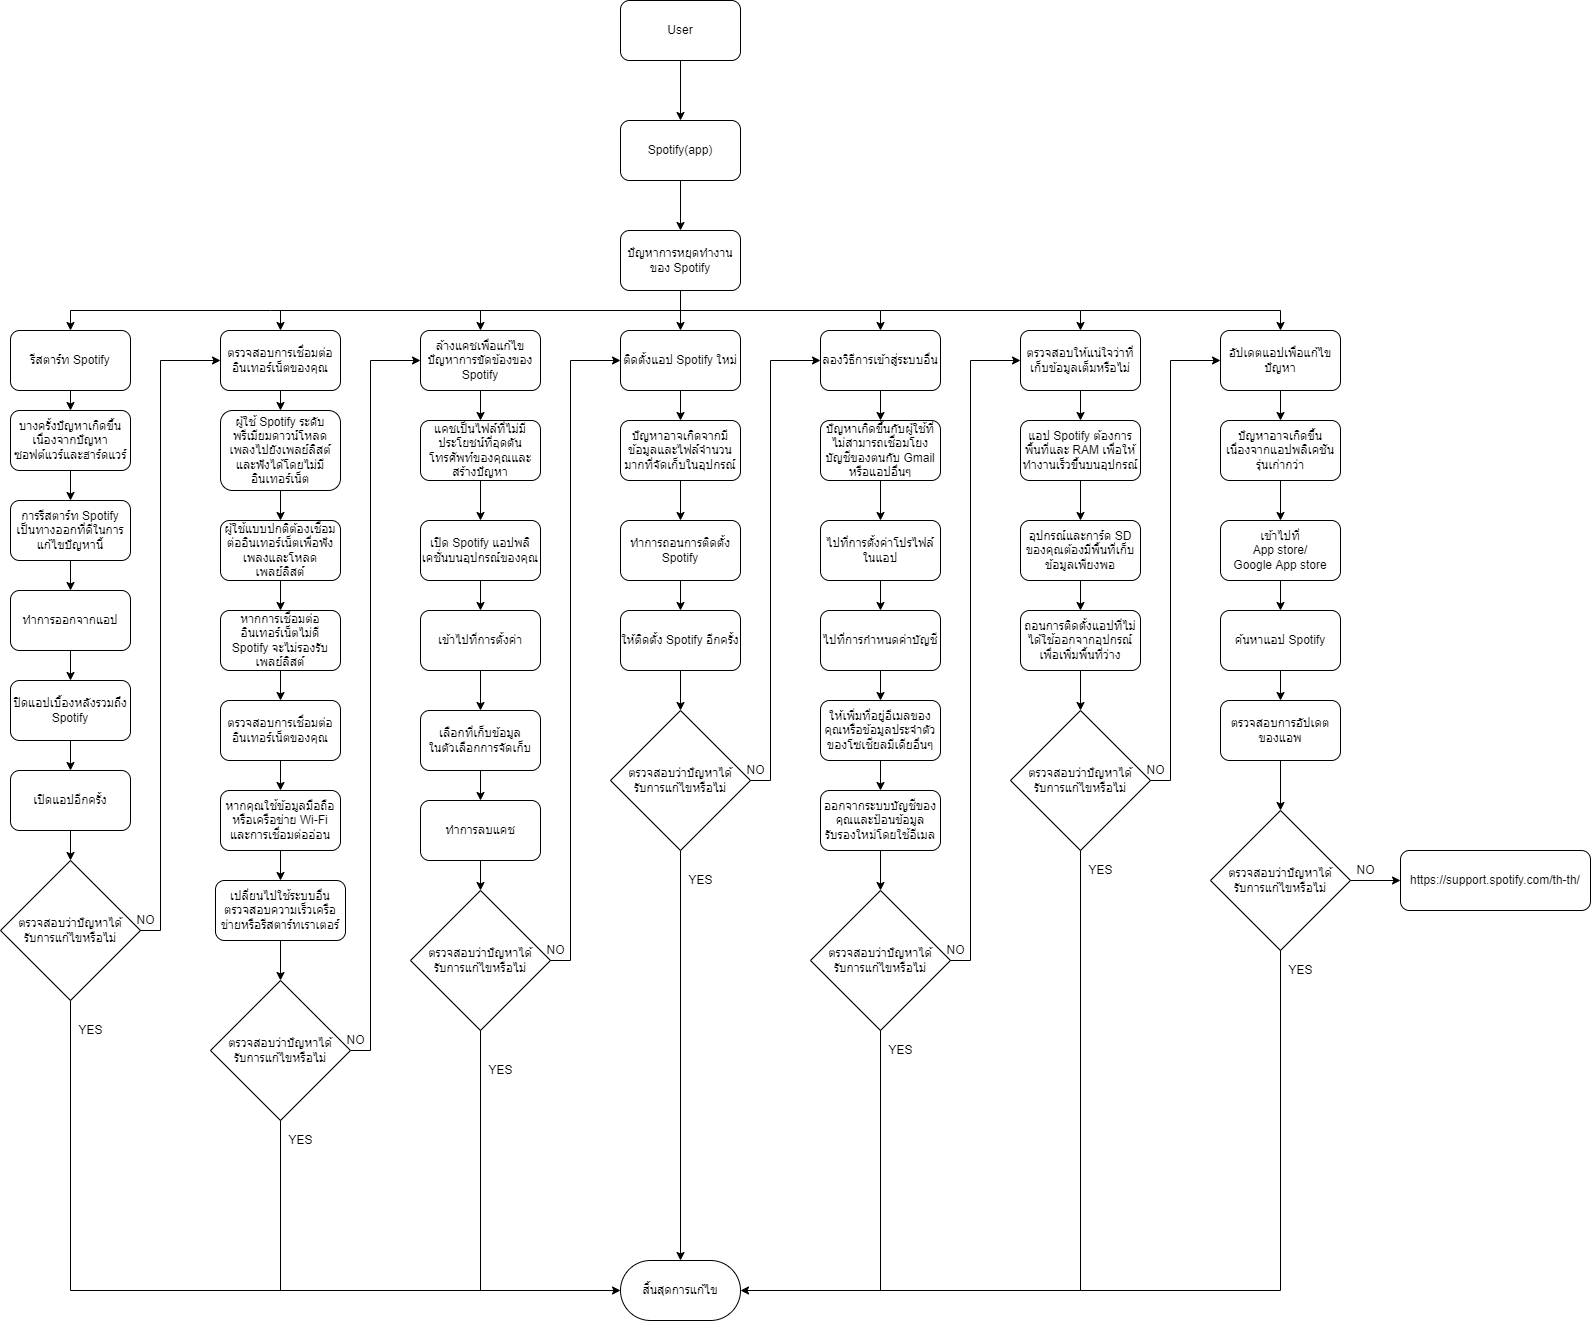 User
Spotify(app)
ปัญหาการหยุดทำงาน
ของ Spotify
รีสตาร์ท Spotify
บางครั้งปัญหาเกิดขึ้น
เนื่องจากปัญหา
ซอฟต์แวร์และฮาร์ดแวร์
การรีสตาร์ท Spotify
เป็นทางออกที่ดีในการ
แก้ไขปัญหานี้
ทำการออกจากแอป
ปิดแอปเบื้องหลังรวมถึง
Spotify
เปิดแอปอีกครั้ง
ตรวจสอบว่าปัญหาได้
รับการแก้ไขหรือไม่
NO
YES
ตรวจสอบการเชื่อมต่อ
อินเทอร์เน็ตของคุณ
ผู้ใช้ Spotify ระดับ
พรีเมียมดาวน์โหลด
เพลงไปยังเพลย์ลิสต์
และฟังได้โดยไม่มี
อินเทอร์เน็ต
ผู้ใช้แบบปกติต้องเชื่อม
ต่ออินเทอร์เน็ตเพื่อฟัง
เพลงและโหลด
เพลย์ลิสต์
หากการเชื่อมต่อ
อินเทอร์เน็ตไม่ดี
Spotify จะไม่รองรับ
เพลย์ลิสต์
ตรวจสอบการเชื่อมต่อ
อินเทอร์เน็ตของคุณ
หากคุณใช้ข้อมูลมือถือ
หรือเครือข่าย Wi-Fi
และการเชื่อมต่ออ่อน
เปลี่ยนไปใช้ระบบอื่น
ตรวจสอบความเร็วเครือ
ข่ายหรือรีสตาร์ทเราเตอร์
ตรวจสอบว่าปัญหาได้
รับการแก้ไขหรือไม่
NO
YES
ล้างแคชเพื่อแก้ไข
ปัญหาการขัดข้องของ
Spotify
แคชเป็นไฟล์ที่ไม่มี
ประโยชน์ที่อุดตัน
โทรศัพท์ของคุณและ
สร้างปัญหา
เปิด Spotify แอปพลิ
เคชั่นบนอุปกรณ์ของคุณ
เข้าไปที่การตั้งค่า
เลือกที่เก็บข้อมูล
ในตัวเลือกการจัดเก็บ
ทำการลบแคช
ตรวจสอบว่าปัญหาได้
รับการแก้ไขหรือไม่
NO
YES
ติดตั้งแอป Spotify ใหม่
ปัญหาอาจเกิดจากมี
ข้อมูลและไฟล์จำนวน
มากที่จัดเก็บในอุปกรณ์
ทำการถอนการติดตั้ง
Spotify
ให้ติดตั้ง Spotify อีกครั้ง
ตรวจสอบว่าปัญหาได้
รับการแก้ไขหรือไม่
NO
YES
ลองวิธีการเข้าสู่ระบบอื่น
ปัญหาเกิดขึ้นกับผู้ใช้ที่
ไม่สามารถเชื่อมโยง
บัญชีของตนกับ Gmail
หรือแอปอื่นๆ
ไปที่การตั้งค่าโปรไฟล์
ในแอป
ไปที่การกำหนดค่าบัญชี
ให้เพิ่มที่อยู่อีเมลของ
คุณหรือข้อมูลประจำตัว
ของโซเชียลมีเดียอื่นๆ
ออกจากระบบบัญชีของ
คุณและป้อนข้อมูล
รับรองใหม่โดยใช้อีเมล
ตรวจสอบว่าปัญหาได้
รับการแก้ไขหรือไม่
NO
YES
ตรวจสอบให้แน่ใจว่าที่
เก็บข้อมูลเต็มหรือไม่
แอป Spotify ต้องการ
พื้นที่และ RAM เพื่อให้
ทำงานเร็วขึ้นบนอุปกรณ์
อุปกรณ์และการ์ด SD
ของคุณต้องมีพื้นที่เก็บ
ข้อมูลเพียงพอ
ถอนการติดตั้งแอปที่ไม่
ได้ใช้ออกจากอุปกรณ์
เพื่อเพิ่มพื้นที่ว่าง
ตรวจสอบว่าปัญหาได้
รับการแก้ไขหรือไม่
NO
YES
อัปเดตแอปเพื่อแก้ไข
ปัญหา
ปัญหาอาจเกิดขึ้น
เนื่องจากแอปพลิเคชัน
รุ่นเก่ากว่า
เข้าไปที่
App store/
Google App store
ค้นหาแอป Spotify
ตรวจสอบการอัปเดต
ของแอพ
ตรวจสอบว่าปัญหาได้
รับการแก้ไขหรือไม่
NO
YES
https://support.spotify.com/th-th/
สิ้นสุดการแก้ไข